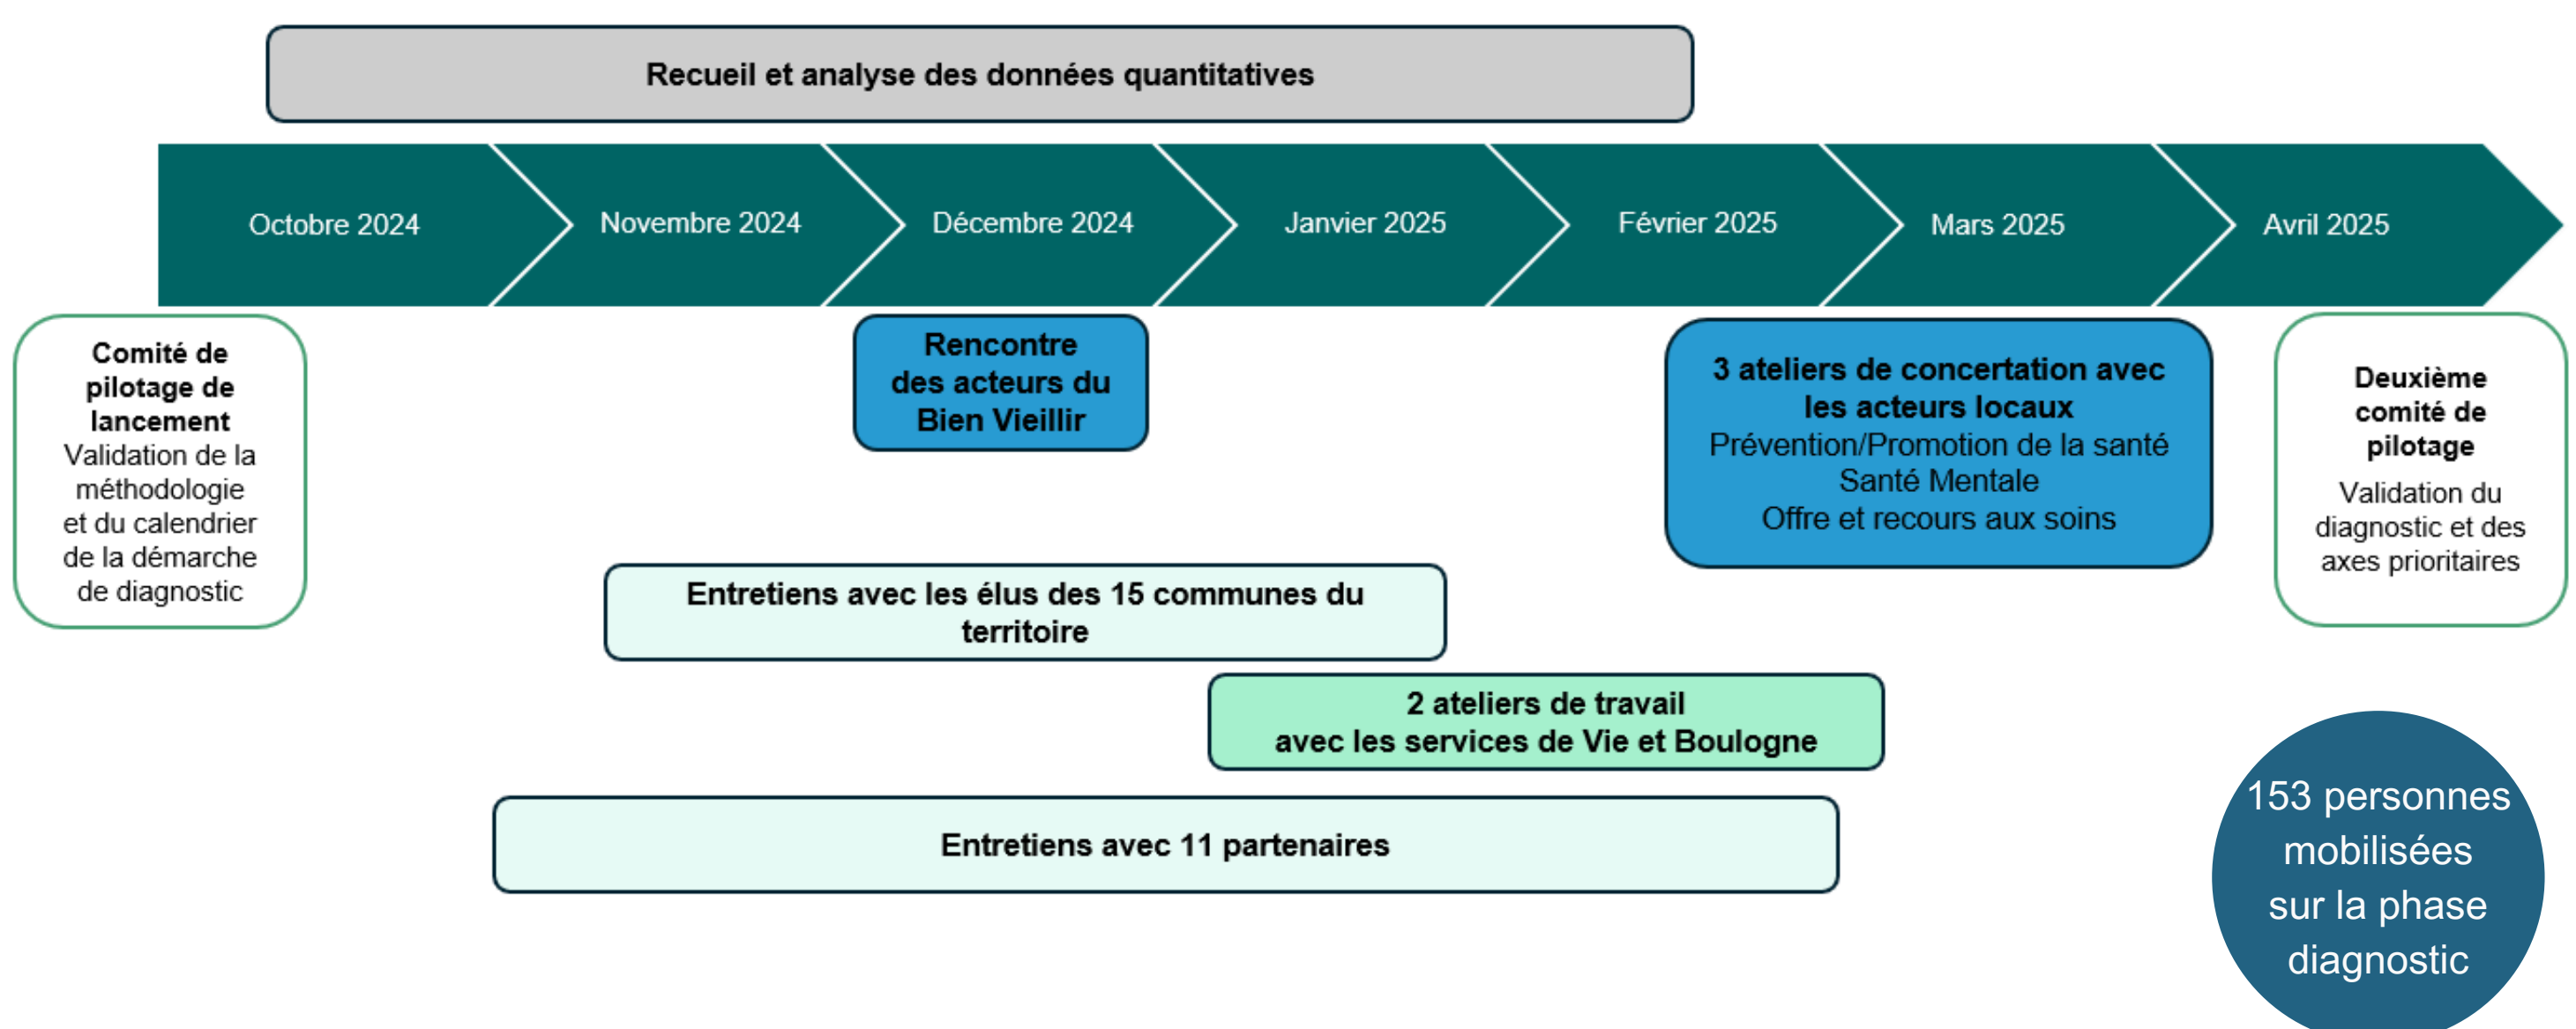 Recueil et analyse des données quantitatives
Octobre 2024
Novembre 2024
Décembre 2024
Janvier 2025
Février 2025
Mars 2025
Avril 2025
Comité de
pilotage de
lancement
Validation de la
méthodologie
et du calendrier
de la démarche
de diagnostic
Rencontre
des acteurs du
Bien Vieillir
3 ateliers de concertation avec
les acteurs locaux
Prévention/Promotion de la santé
Santé Mentale
Offre et recours aux soins
Deuxième
comité de
pilotage
Validation du
diagnostic et des
axes prioritaires
Entretiens avec les élus des 15 communes du
territoire
2 ateliers de travail
avec les services de Vie et Boulogne
Entretiens avec 11 partenaires
153 personnes
mobilisées
sur la phase
diagnostic